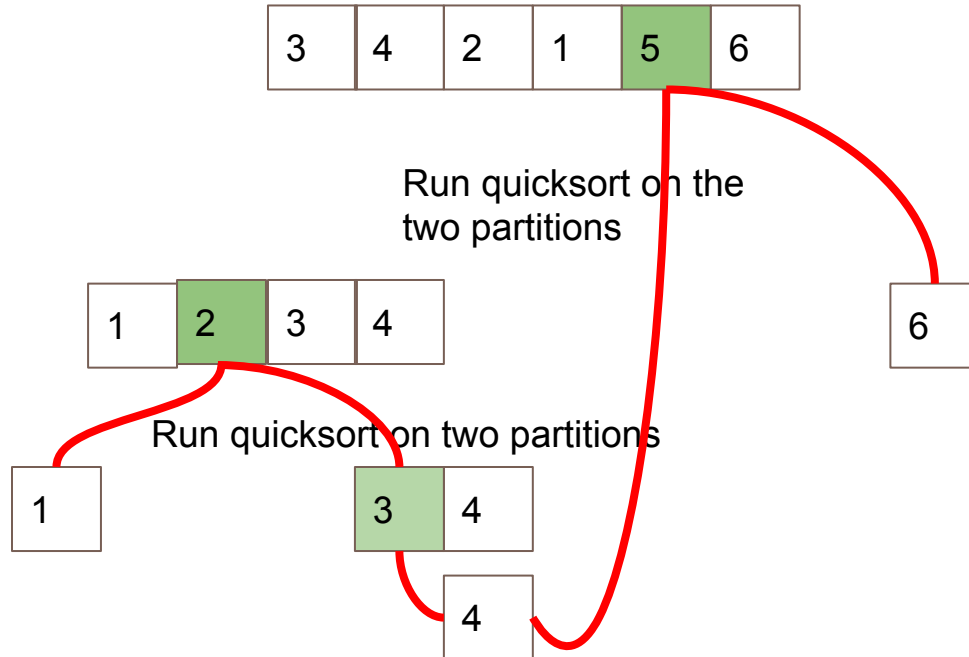 3 4 2 1 5 6
Run quicksort on the
two partitions
1 2 3 4
6
Run quicksort on two partitions
1
3 4
4